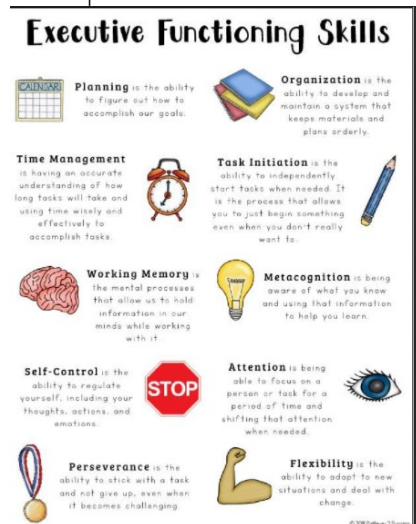 Executive Functioning Skills
CALENDAR
Planning is the ability
to figure out how to
accomplish our goals.
Organization is the
ability to develop and
maintain a system that
keeps materials and
plans orderly.
Time Management
is having an accurate
understanding of how
long tasks will take and
using time wisely and
effectively to
accomplish tasks.
Task Initiation is the
ability to independently
start tasks when needed. It
is the process that allows
you to just begin something
even when you don't really
want to.
Working Memory is
the mental processes
that allow us to hold
information in our
minds while working
with it.
Metacognition is being
aware of what you know
and using that information
to help you learn.
Self-Control is the
ability to regulate
yourself, including your
thoughts, actions, and
emotions.
STOP
Attention is being
able to focus on a
person or task for a
period of time and
shifting that attention
when needed.
Perseverance is the
ability to stick with a task
and not give up, even when
it becomes challenging.
Flexibility is the
ability to adapt to new
situations and deal with
change.